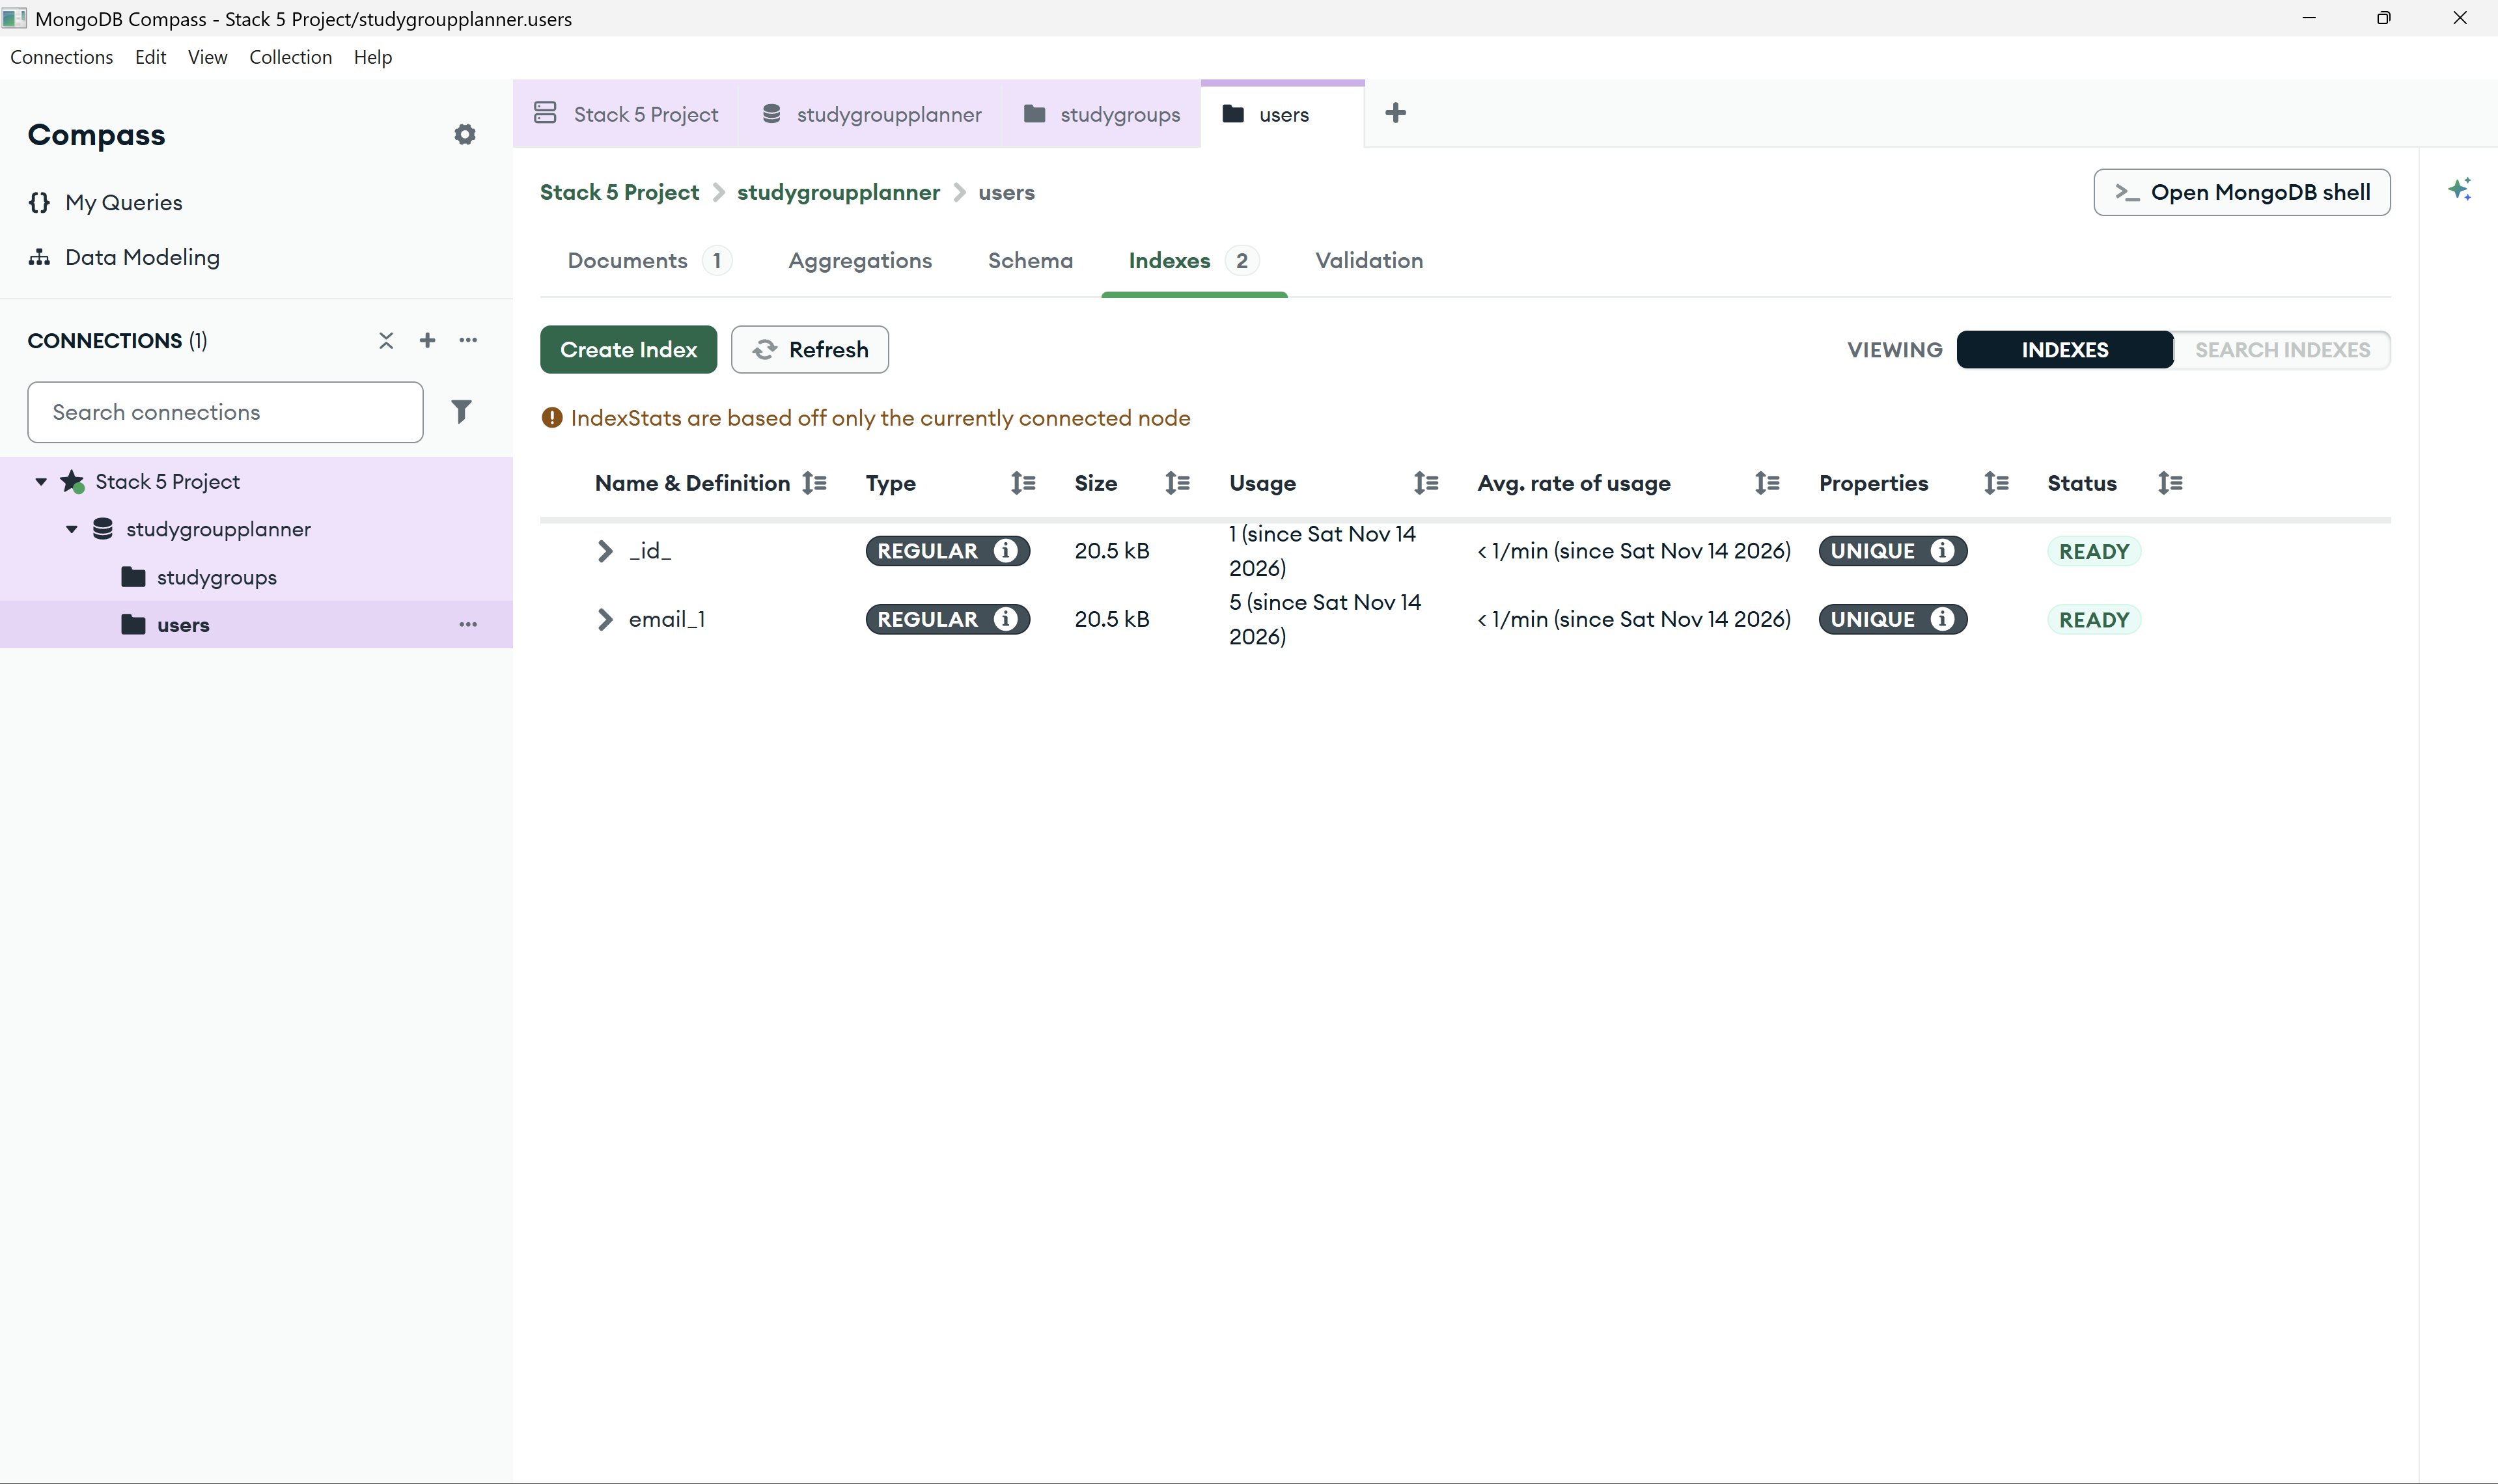 MongoDB Compass - Stack 5 Project/studygroupplanner.users
Connections Edit View Collection Help
Compass
{} My Queries
Data Modeling
CONNECTIONS (1)
Search connections
Stack 5 Project
studygroupplanner
studygroups
users
Stack 5 Project studygroupplanner studygroups users
Stack 5 Project > studygroupplanner > users
>_ Open MongoDB shell
Documents 1 Aggregations Schema Indexes 2 Validation
Create Index Refresh
VIEWING INDEXES SEARCH INDEXES
IndexStats are based off only the currently connected node
Name & Definition Type Size Usage Avg. rate of usage Properties Status
_id_ REGULAR 20.5 kB 1 (since Sat Nov 14 2026) < 1/min (since Sat Nov 14 2026) UNIQUE READY
email_1 REGULAR 20.5 kB 5 (since Sat Nov 14 2026) < 1/min (since Sat Nov 14 2026) UNIQUE READY